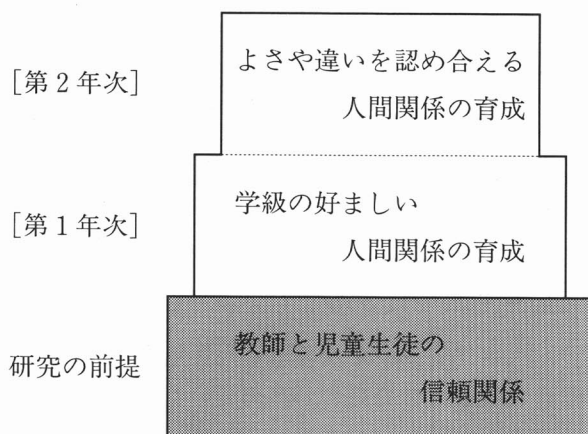 [第2年次]
よさや違いを認め合える
人間関係の育成
[第1年次]
学級の好ましい
人間関係の育成
研究の前提
教師と児童生徒の
信頼関係